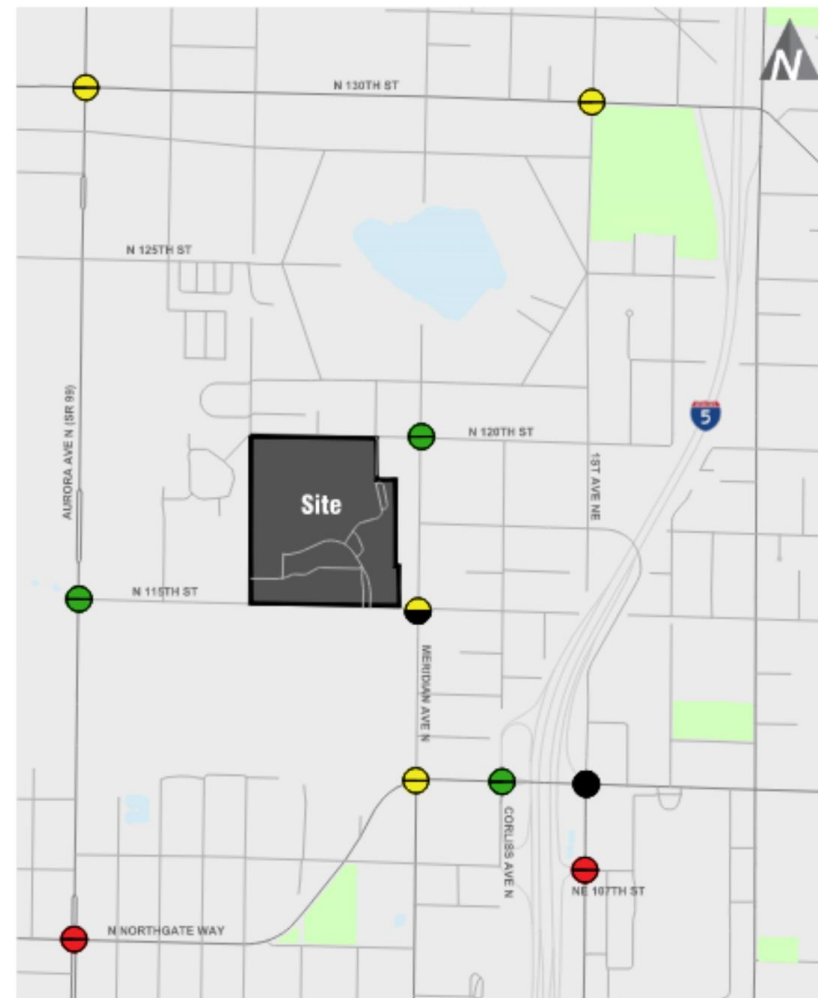 N
N 130TH ST
N 125TH ST
AURORA AVE N (SR 99)
5
N 120TH ST
1ST AVE NE
Site
N 115TH ST
MERIDIAN AVE N
CORLISS AVE N
NE 107TH ST
N NORTHGATE WAY